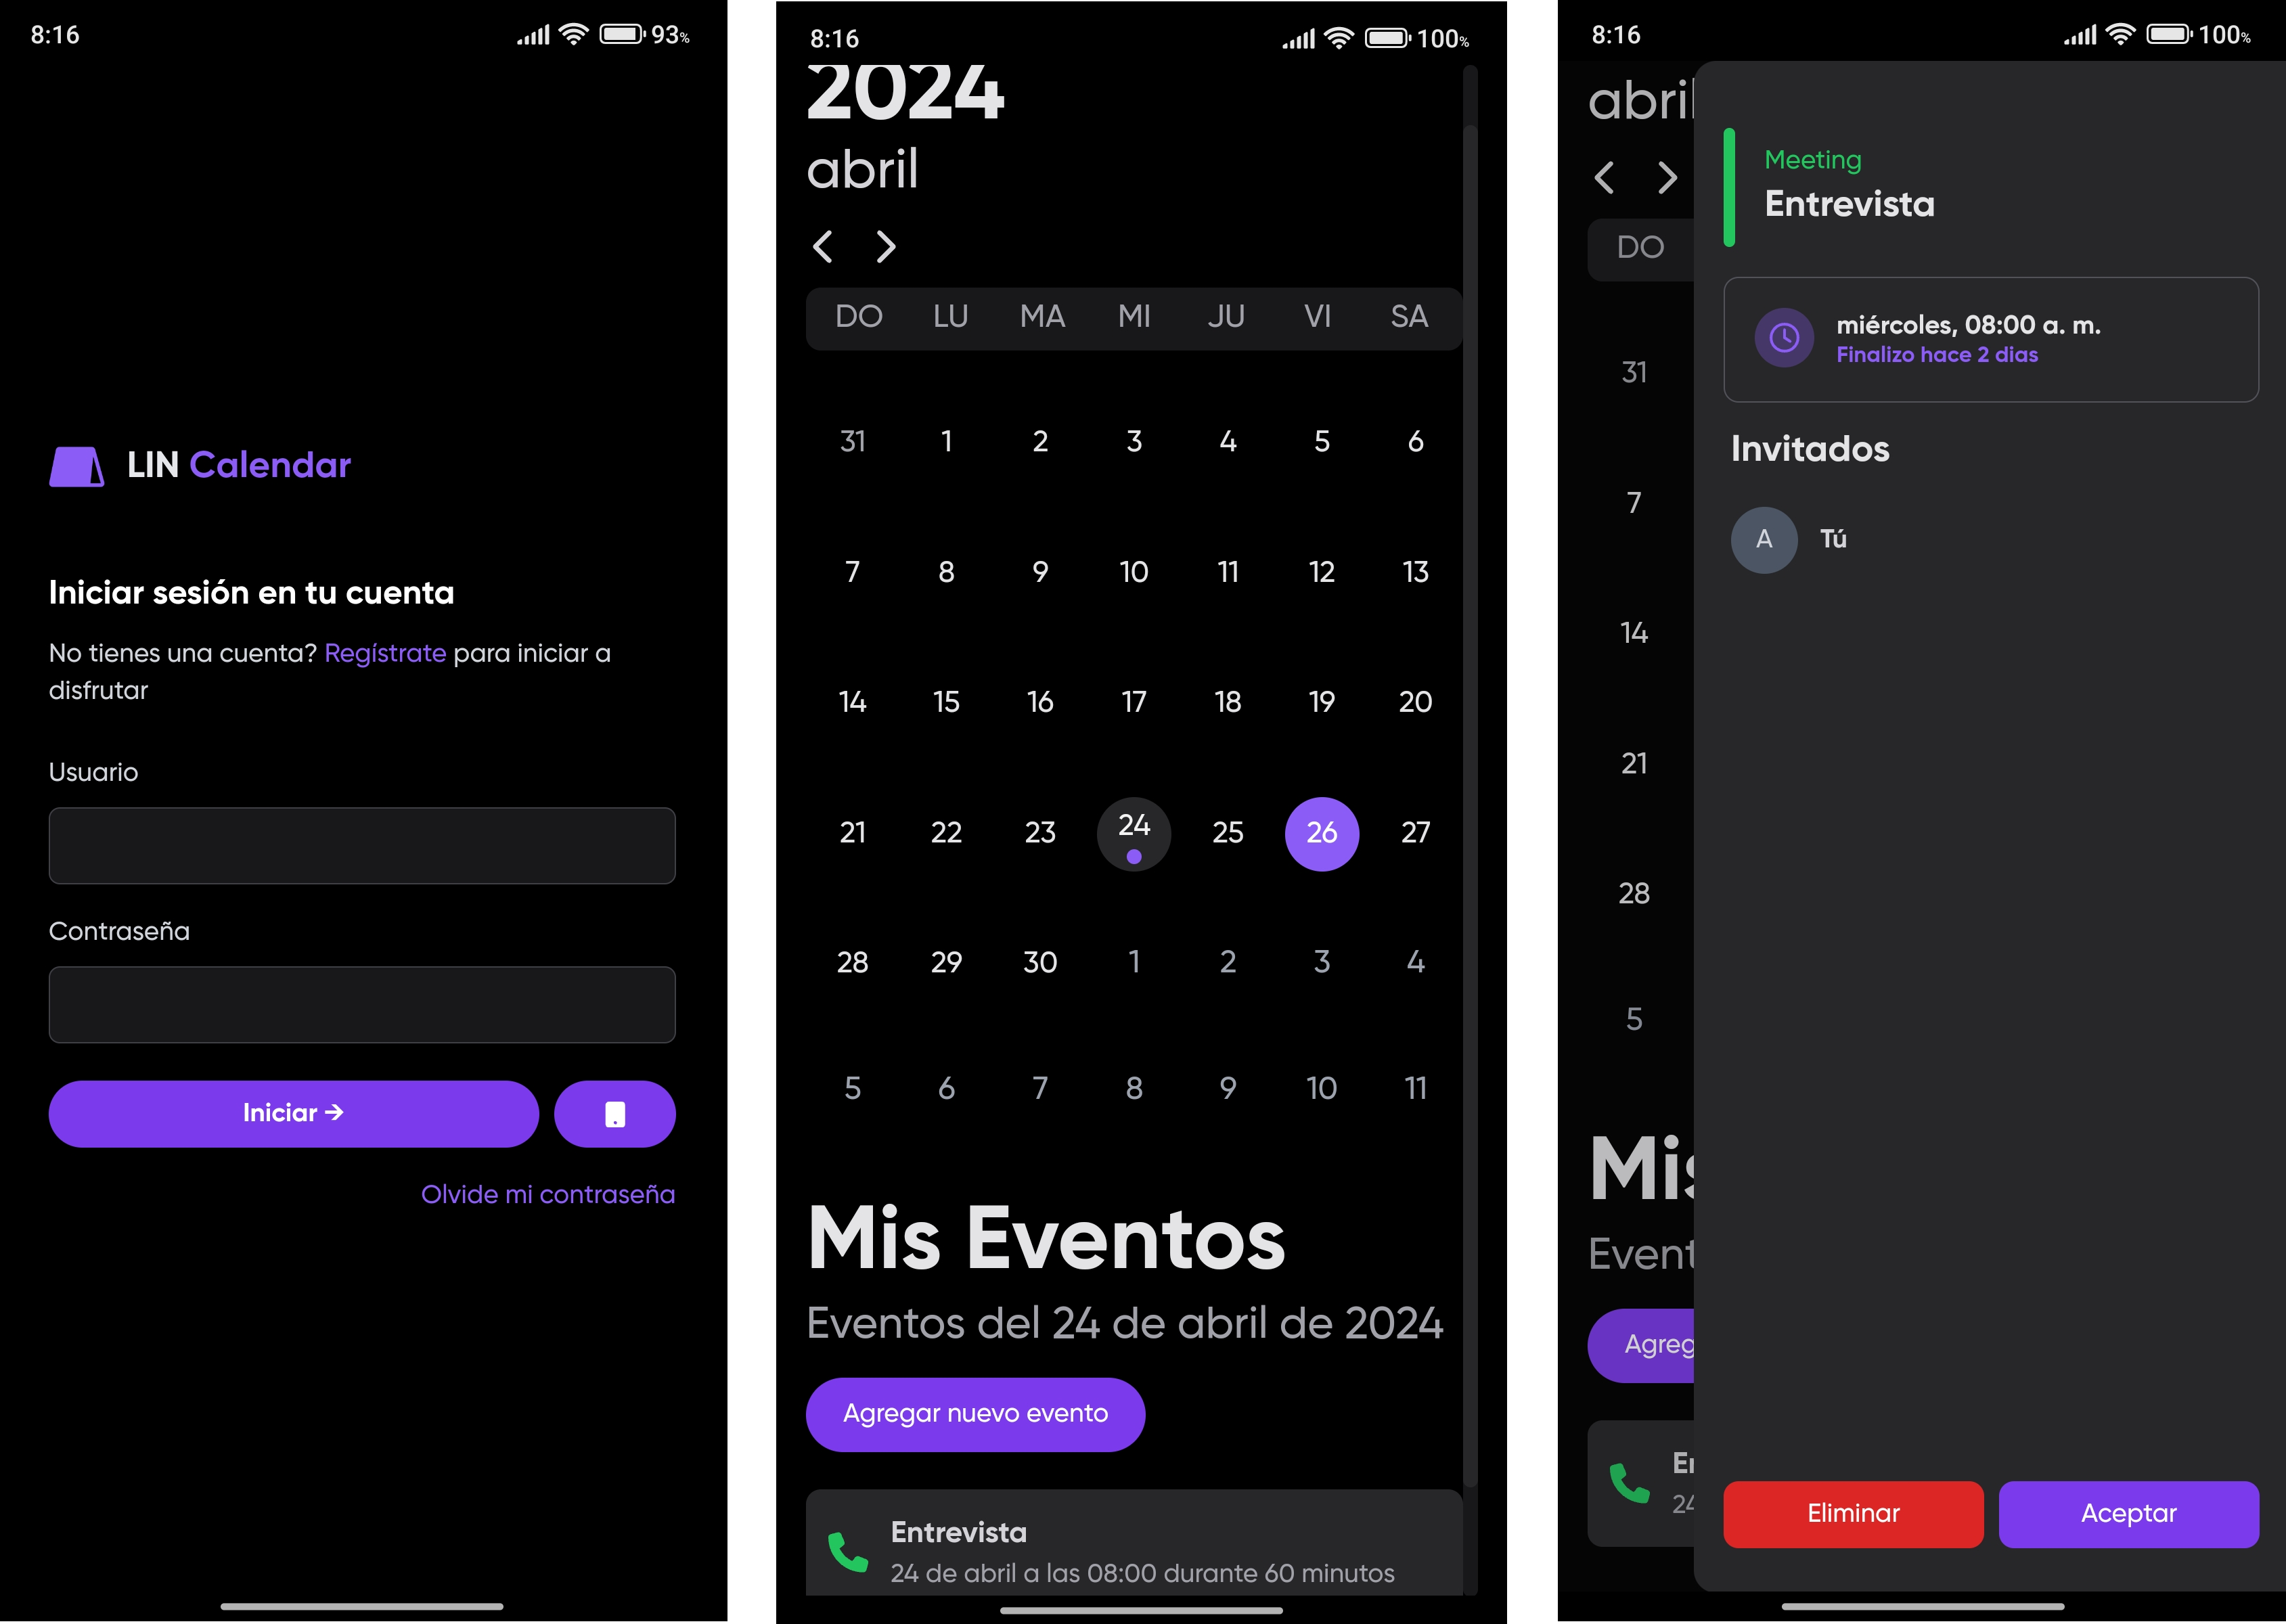 8:16
93%
LIN Calendar
Iniciar sesión en tu cuenta
No tienes una cuenta? Regístrate para iniciar a
disfrutar
Usuario
Contraseña
Iniciar →
Olvide mi contraseña
8:16
100%
2024
abril
DO LU MA MI JU VI SA
31 1 2 3 4 5 6
7 8 9 10 11 12 13
14 15 16 17 18 19 20
21 22 23 24 25 26 27
28 29 30 1 2 3 4
5 6 7 8 9 10 11
Mis Eventos
Eventos del 24 de abril de 2024
Agregar nuevo evento
Entrevista
24 de abril a las 08:00 durante 60 minutos
8:16
100%
abril
DO
31
7
14
21
28
5
Mis
Event
Agreg
En
24
Meeting
Entrevista
miércoles, 08:00 a. m.
Finalizo hace 2 dias
Invitados
A Tú
Eliminar Aceptar